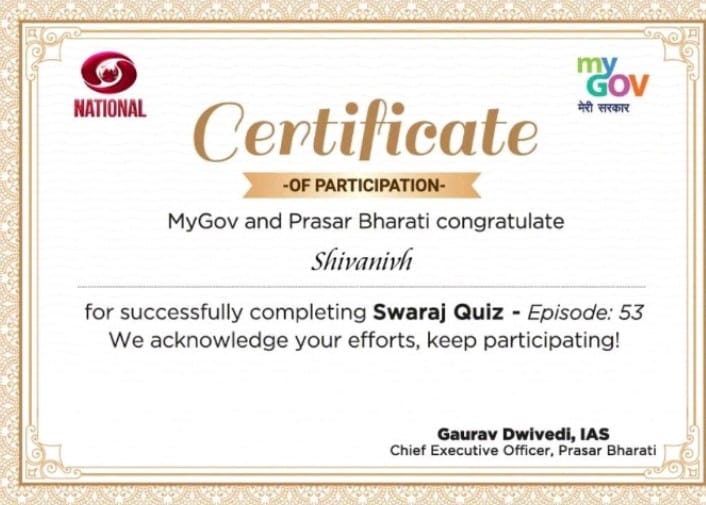 NATIONAL
my
GOV
मेरी सरकार
Certificate
-OF PARTICIPATION-
MyGov and Prasar Bharati congratulate
Shivanivh
for successfully completing Swaraj Quiz - Episode: 53
We acknowledge your efforts, keep participating!
Gaurav Dwivedi, IAS
Chief Executive Officer, Prasar Bharati